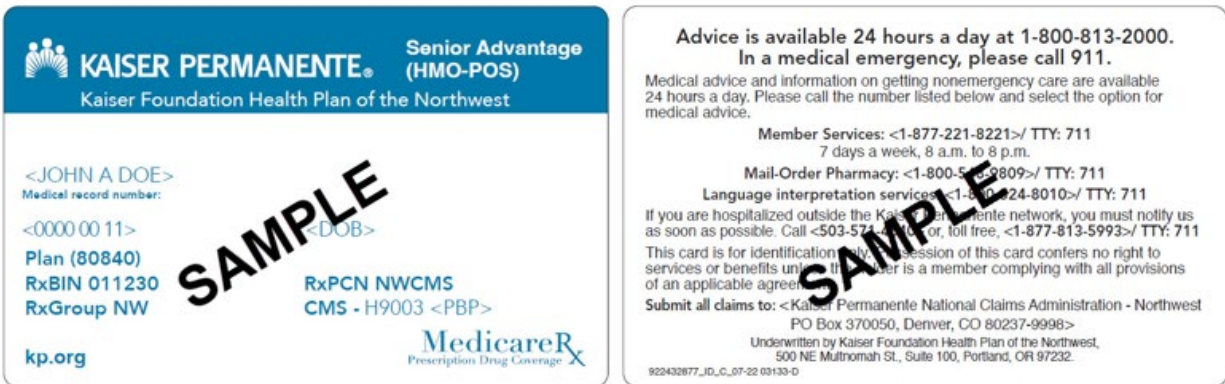 KAISER PERMANENTE®
Senior Advantage
(HMO-POS)
Kaiser Foundation Health Plan of the Northwest
<JOHN A DOE>
Medical record number:
<0000 00 11>
<DOB>
Plan (80840)
RxBIN 011230
RxPCN NWCMS
RxGroup NW
CMS - H9003 <PBP>
kp.org
MedicareRx
Prescription Drug Coverage
SAMPLE
Advice is available 24 hours a day at 1-800-813-2000.
In a medical emergency, please call 911.
Medical advice and information on getting nonemergency care are available
24 hours a day. Please call the number listed below and select the option for
medical advice.
Member Services: <1-877-221-8221>/ TTY: 711
7 days a week, 8 a.m. to 8 p.m.
Mail-Order Pharmacy: / TTY: 711
Language interpretation services: / TTY: 711
If you are hospitalized outside the Kaiser Permanente network, you must notify us
as soon as possible. Call or, toll free, <1-877-813-5993>/ TTY: 711
This card is for identification only. Possession of this card confers no right to
services or benefits unless the holder is a member complying with all provisions
of an applicable agreement.
Submit all claims to: <Kaiser Permanente National Claims Administration - Northwest
PO Box 370050, Denver, CO 80237-9998>
Underwritten by Kaiser Foundation Health Plan of the Northwest,
500 NE Multnomah St., Suite 100, Portland, OR 97232.
922432877_ID_C_07-22 03133-D
SAMPLE